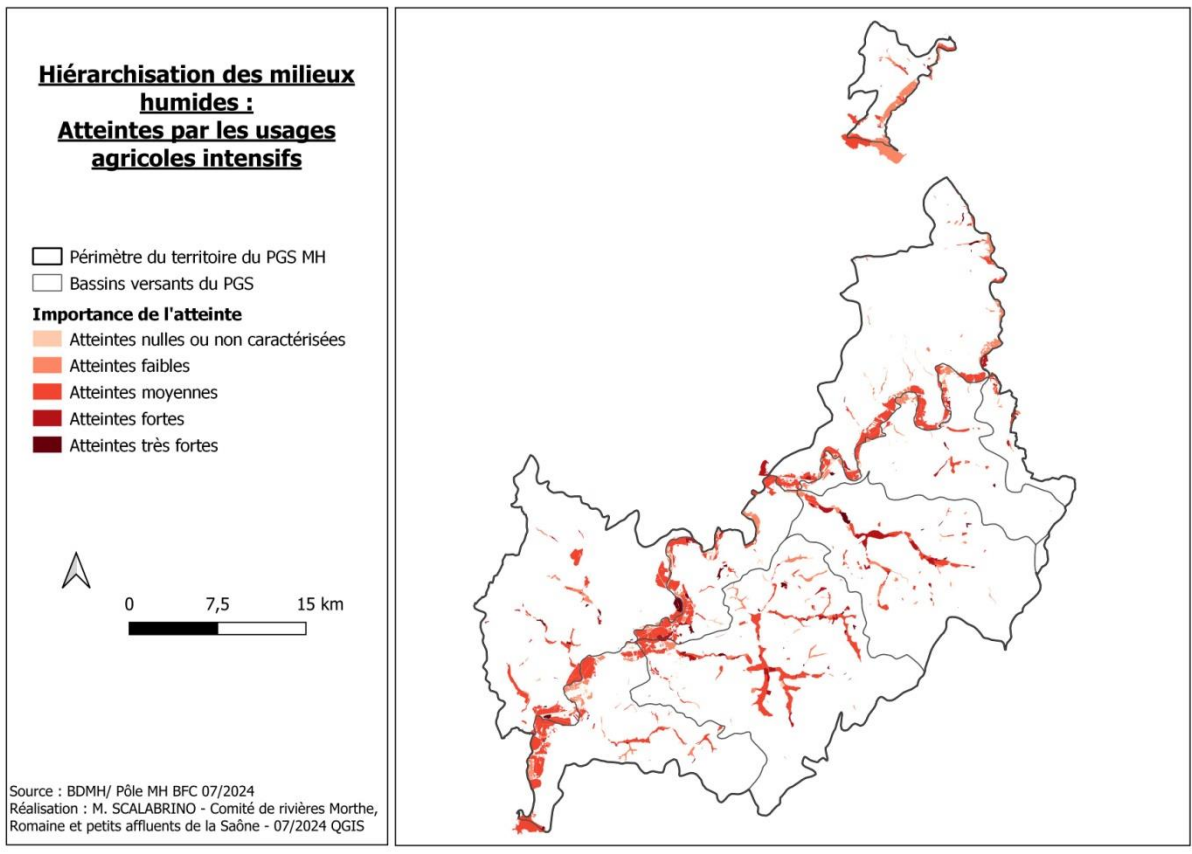 Hiérarchisation des milieux
humides :
Atteintes par les usages
agricoles intensifs
Périmètre du territoire du PGS MH
Bassins versants du PGS
Importance de l'atteinte
Atteintes nulles ou non caractérisées
Atteintes faibles
Atteintes moyennes
Atteintes fortes
Atteintes très fortes
0 7,5 15 km
Source : BDMH/ Pôle MH BFC 07/2024
Réalisation : M. SCALABRINO - Comité de rivières Morthe,
Romaine et petits affluents de la Saône - 07/2024 QGIS